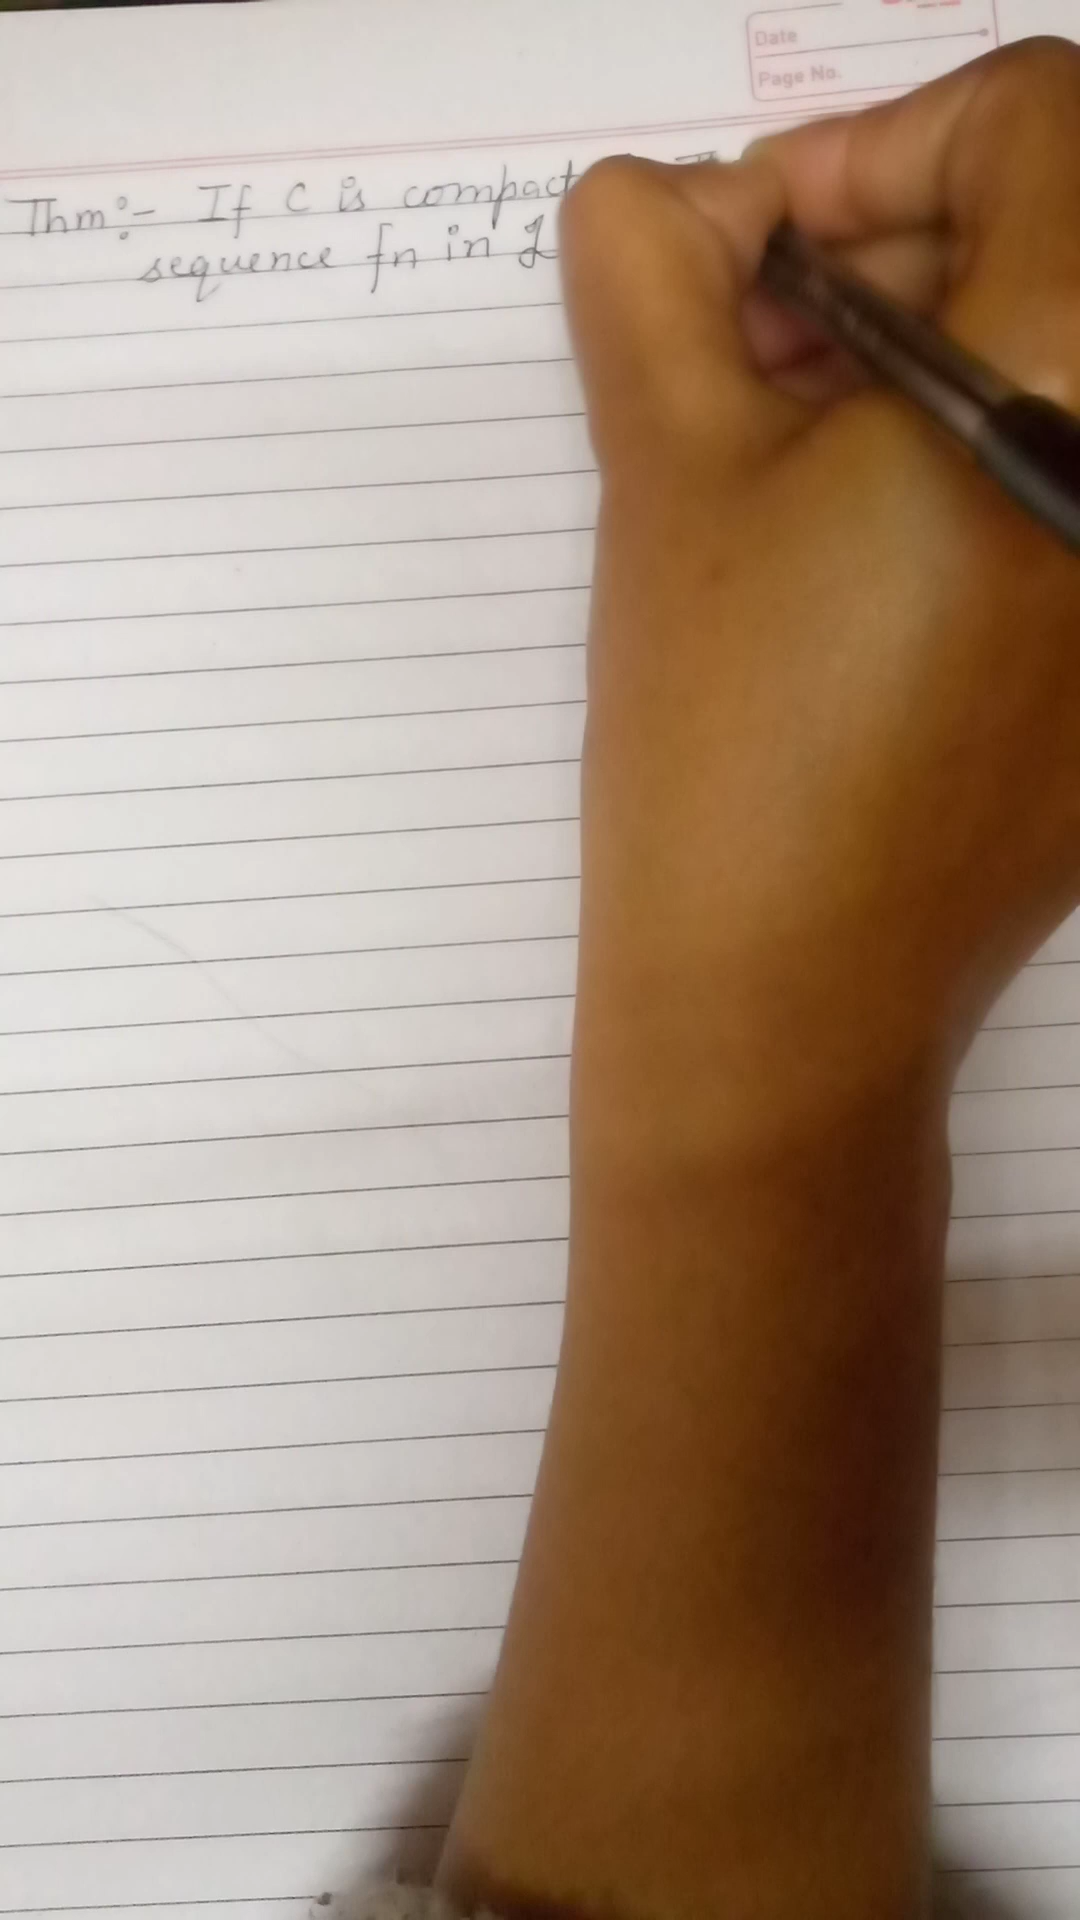 Date
Page No.
Thm:- If C is compact
sequence fn in